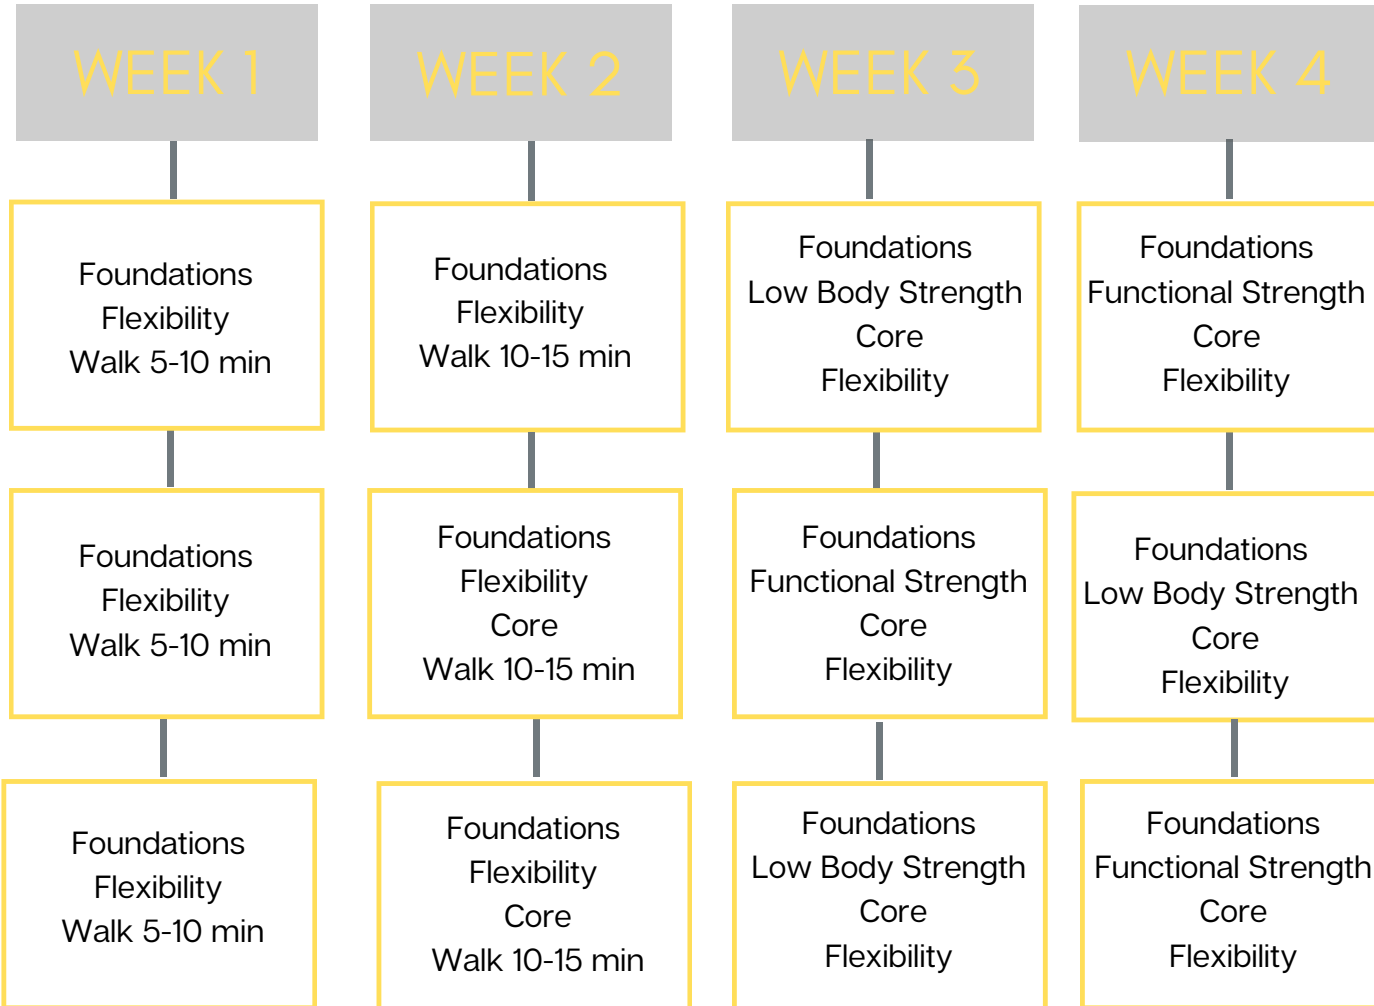 WEEK 1
Foundations
Flexibility
Walk 5-10 min
Foundations
Flexibility
Walk 5-10 min
Foundations
Flexibility
Walk 5-10 min
WEEK 2
Foundations
Flexibility
Walk 10-15 min
Foundations
Flexibility
Core
Walk 10-15 min
Foundations
Flexibility
Core
Walk 10-15 min
WEEK 3
Foundations
Low Body Strength
Core
Flexibility
Foundations
Functional Strength
Core
Flexibility
Foundations
Low Body Strength
Core
Flexibility
WEEK 4
Foundations
Functional Strength
Core
Flexibility
Foundations
Low Body Strength
Core
Flexibility
Foundations
Functional Strength
Core
Flexibility